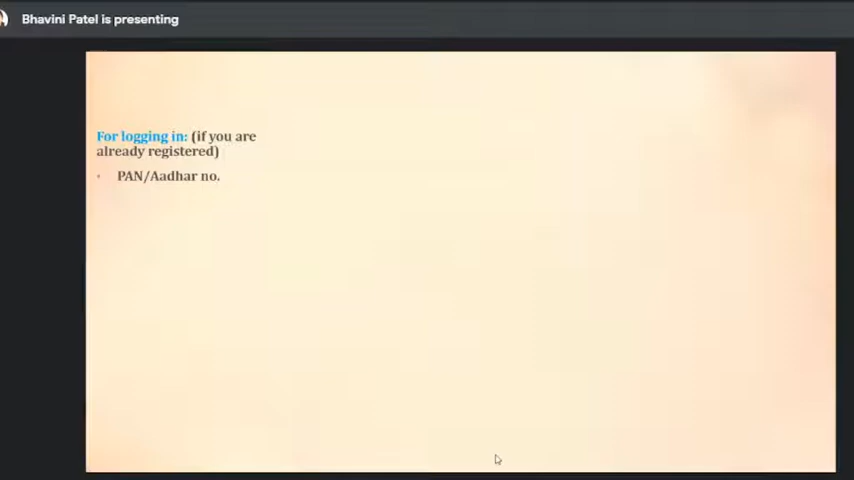 Bhavini Patel is presenting
For logging in: (if you are
already registered)
• PAN/Aadhar no.